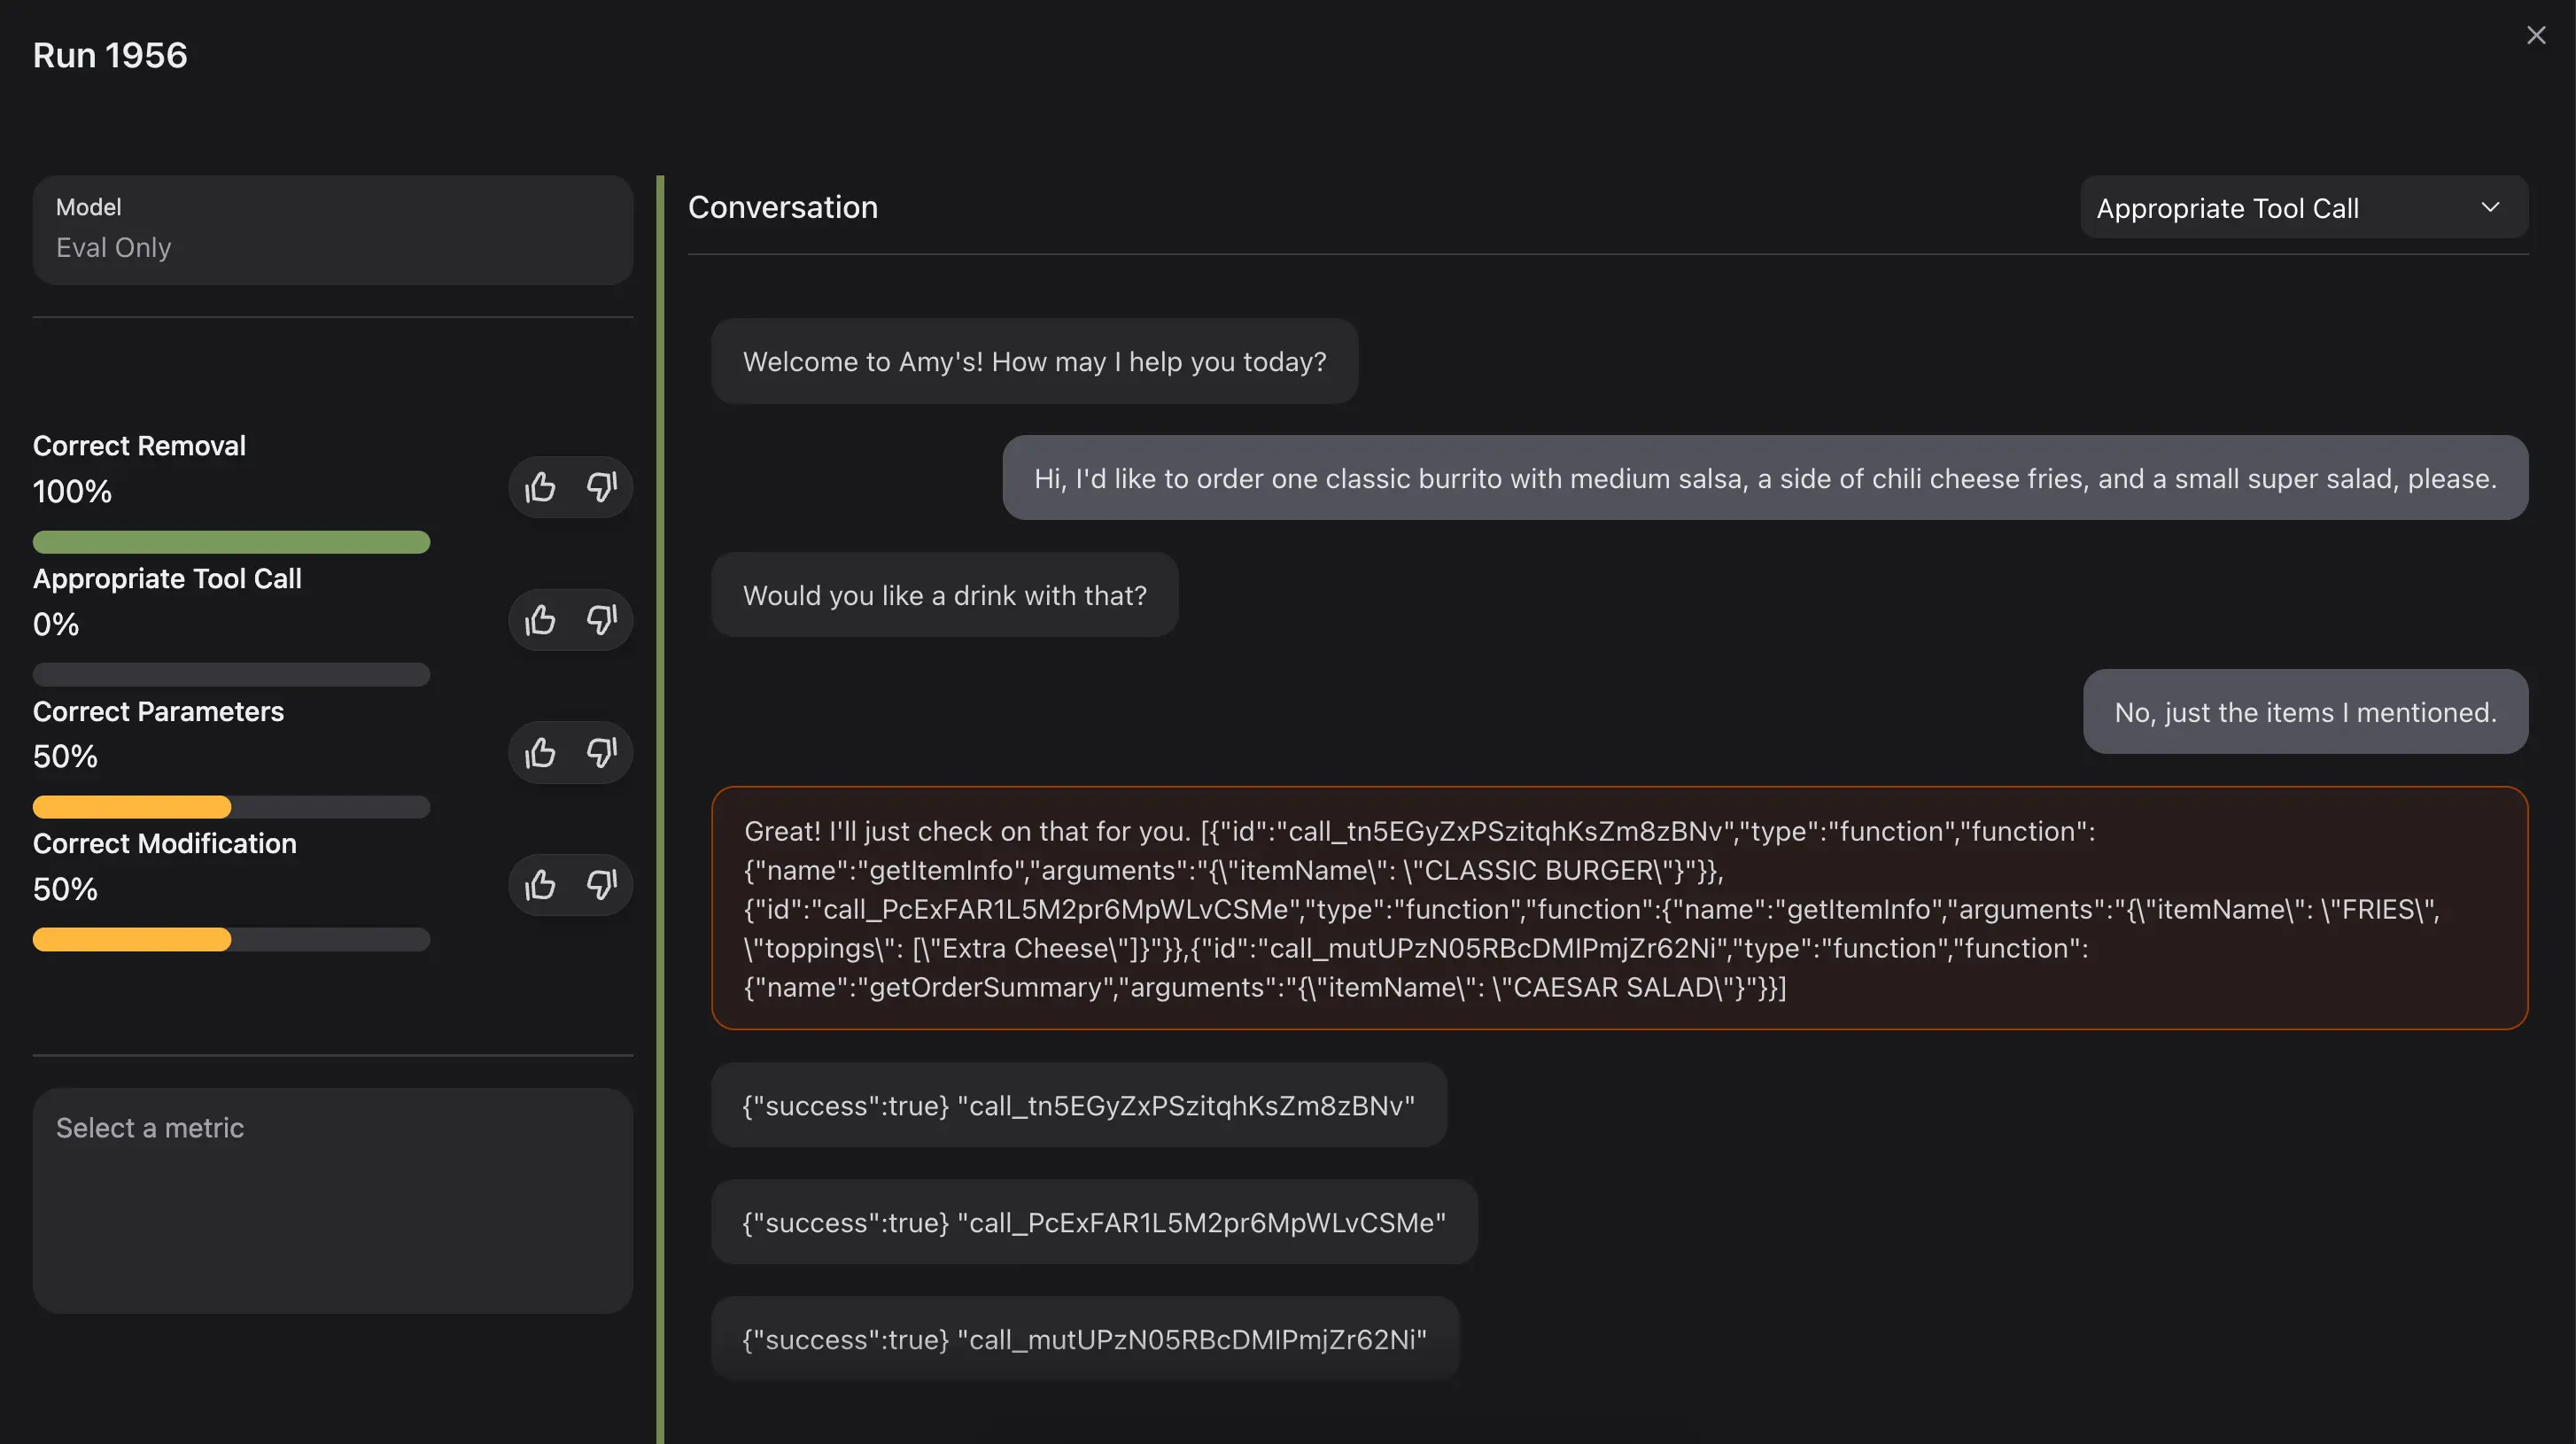 Run 1956
Model
Eval Only
Correct Removal
100%
Appropriate Tool Call
0%
Correct Parameters
50%
Correct Modification
50%
Select a metric
Conversation
Appropriate Tool Call
Welcome to Amy's! How may I help you today?
Hi, I'd like to order one classic burrito with medium salsa, a side of chili cheese fries, and a small super salad, please.
Would you like a drink with that?
No, just the items I mentioned.
Great! I'll just check on that for you. [{"id":"call_tn5EGyZxPSzitqhKsZm8zBNv","type":"function","function":
{"name":"getItemInfo","arguments":"{\"itemName\": \"CLASSIC BURGER\"}"}},
{"id":"call_PcExFAR1L5M2pr6MpWLvCSMe","type":"function","function":{"name":"getItemInfo","arguments":"{\"itemName\": \"FRIES\",
\"toppings\": [\"Extra Cheese\"]}"}},{"id":"call_mutUPzN05RBcDMIPmjZr62Ni","type":"function","function":
{"name":"getOrderSummary","arguments":"{\"itemName\": \"CAESAR SALAD\"}"}}]
{"success":true} "call_tn5EGyZxPSzitqhKsZm8zBNv"
{"success":true} "call_PcExFAR1L5M2pr6MpWLvCSMe"
{"success":true} "call_mutUPzN05RBcDMIPmjZr62Ni"